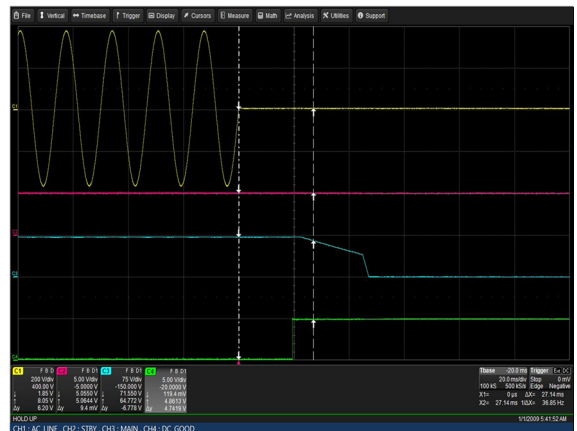 File Vertical Timebase Trigger Display Cursors Measure Math Analysis Utilities Support
C1 F B D C2 F B D1 C3 F B D1 C4 F B D1
200 V/div 5.00 V/div 75 V/div 5.00 V/div
400.00 V -5.0000 V -150.000 V -20.0000 V
1.85 V 5.0550 V 71.550 V 119.4 mV
8.05 V 5.0644 V 64.772 V 4.8613 V
Δy 6.20 V Δy 9.4 mV Δy -6.778 V Δy 4.7419 V
Tbase -20.0 ms Trigger Ext DC
20.0 ms/div Stop 0 mV
100 kS 500 kS/s Edge Negative
X1= 0 µs ΔX= 27.14 ms
X2= 27.14 ms 1/ΔX= 36.85 Hz
HOLD UP 1/1/2009 5:41:52 AM
CH1 : AC LINE CH2 : STBY CH3 : MAIN CH4 : DC GOOD